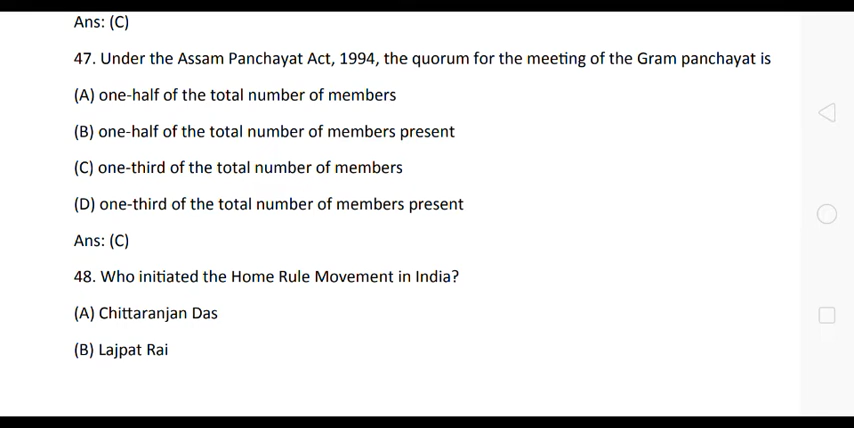 Ans: (C)
47. Under the Assam Panchayat Act, 1994, the quorum for the meeting of the Gram panchayat is
(A) one-half of the total number of members
(B) one-half of the total number of members present
(C) one-third of the total number of members
(D) one-third of the total number of members present
Ans: (C)
48. Who initiated the Home Rule Movement in India?
(A) Chittaranjan Das
(B) Lajpat Rai